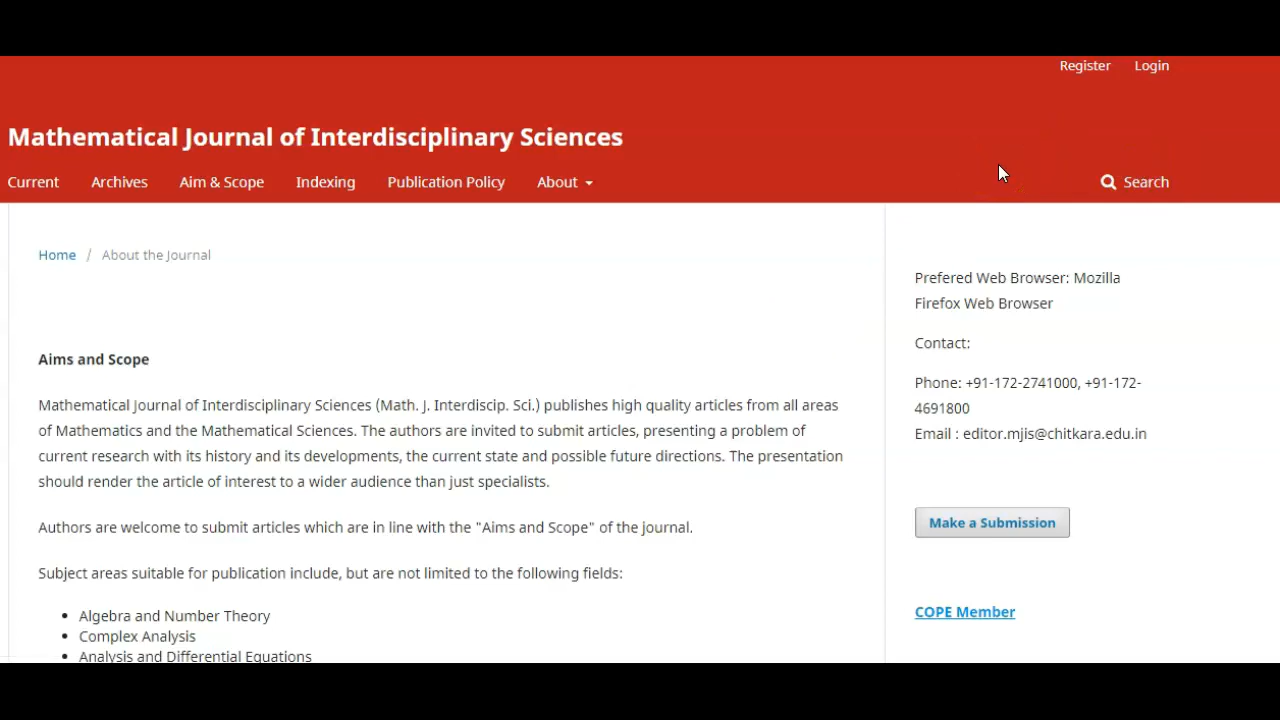 Register Login
Mathematical Journal of Interdisciplinary Sciences
Current Archives Aim & Scope Indexing Publication Policy About Search
Home / About the Journal
Aims and Scope
Mathematical Journal of Interdisciplinary Sciences (Math. J. Interdiscip. Sci.) publishes high quality articles from all areas
of Mathematics and the Mathematical Sciences. The authors are invited to submit articles, presenting a problem of
current research with its history and its developments, the current state and possible future directions. The presentation
should render the article of interest to a wider audience than just specialists.
Authors are welcome to submit articles which are in line with the "Aims and Scope" of the journal.
Subject areas suitable for publication include, but are not limited to the following fields:
• Algebra and Number Theory
• Complex Analysis
• Analysis and Differential Equations
Prefered Web Browser: Mozilla
Firefox Web Browser
Contact:
Phone: +91-172-2741000, +91-172-
4691800
Email : editor.mjis@chitkara.edu.in
Make a Submission
COPE Member